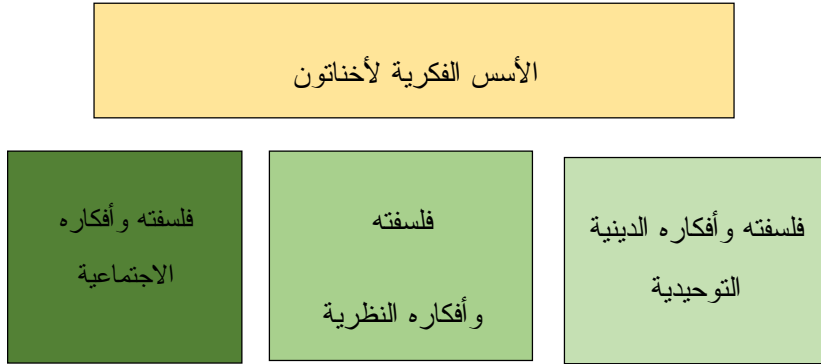 الأسس الفكرية لأخناتون
فلسفته وأفكاره الدينية
التوحيدية
فلسفته
وأفكاره النظرية
فلسفته وأفكاره
الاجتماعية